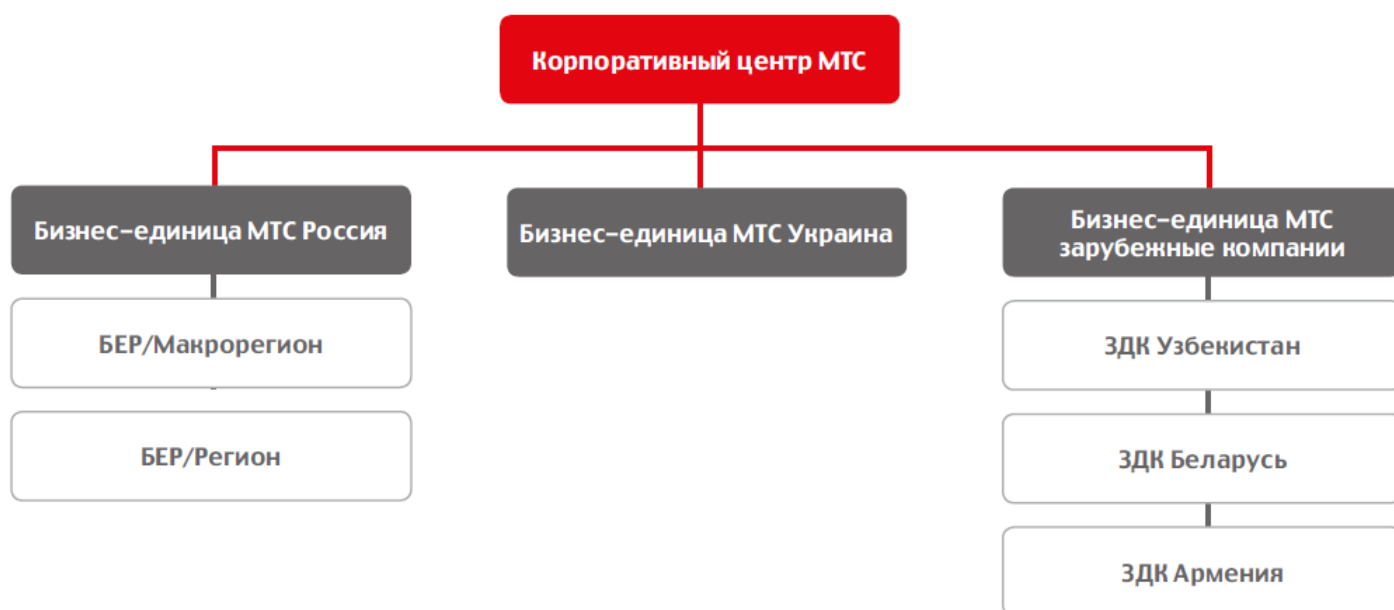 Корпоративный центр МТС
Бизнес-единица МТС Россия
Бизнес-единица МТС Украина
Бизнес-единица МТС
зарубежные компании
БЕР/Макрорегион
БЕР/Регион
ЗДК Узбекистан
ЗДК Беларусь
ЗДК Армения